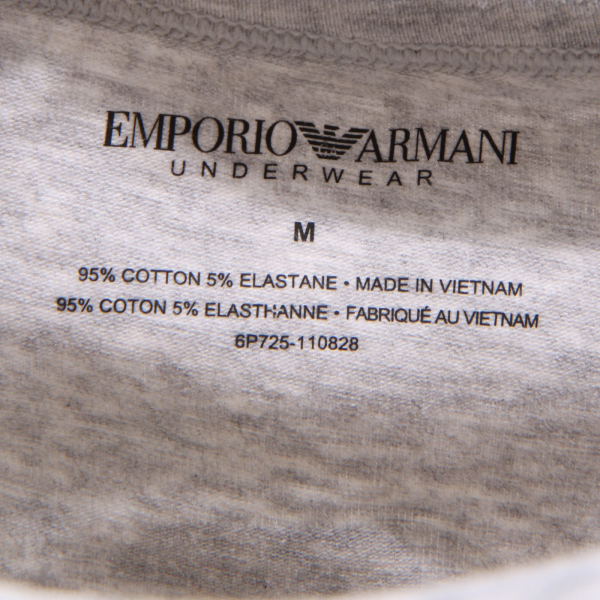 EMPORIO ARMANI
UNDERWEAR
M
95% COTTON 5% ELASTANE • MADE IN VIETNAM
95% COTON 5% ELASTHANNE • FABRIQUÉ AU VIETNAM
6P725-110828